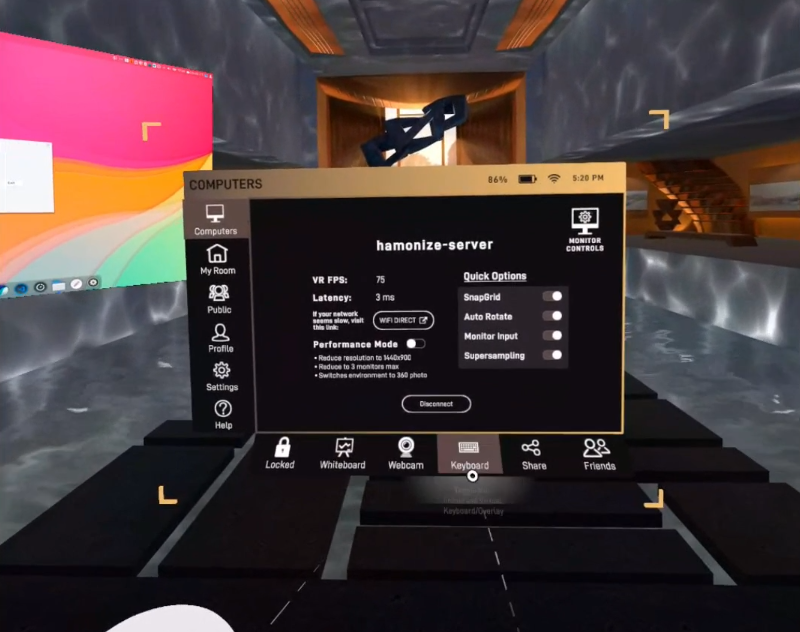 COMPUTERS
86%
5:20 PM
Computers
My Room
Public
Profile
Settings
Help
hamonize-server
MONITOR
CONTROLS
VR FPS: 75
Latency: 3 ms
If your network
seems slow, visit
this link:
WIFI DIRECT
Performance Mode
• Reduce resolution to 1440x900
• Reduce to 3 monitors max
• Switches environment to 360 photo
Quick Options
SnapGrid
Auto Rotate
Monitor Input
Supersampling
Disconnect
Locked
Whiteboard
Webcam
Keyboard
Share
Friends
Keyboard/Overlay